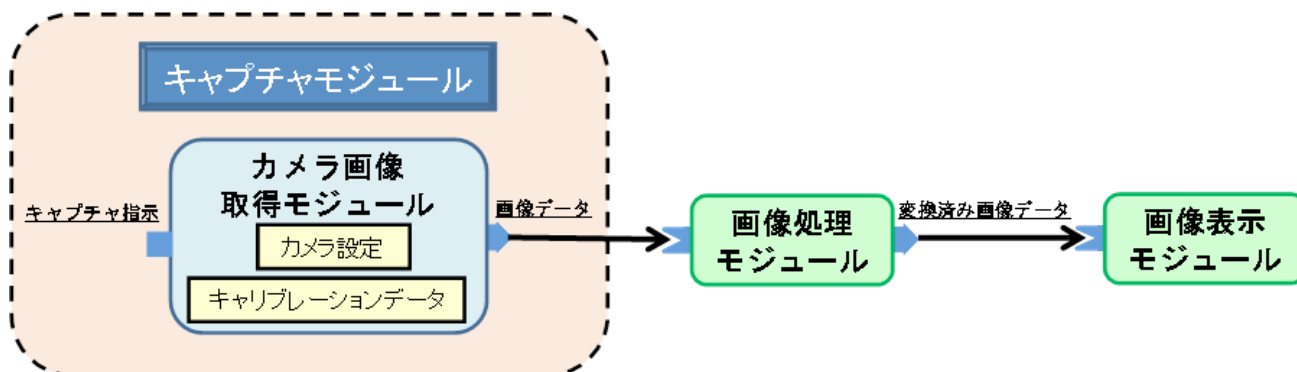 キャプチャモジュール
カメラ画像
取得モジュール
キャプチャ指示
画像データ
カメラ設定
キャリブレーションデータ
画像処理
モジュール
変換済み画像データ
画像表示
モジュール